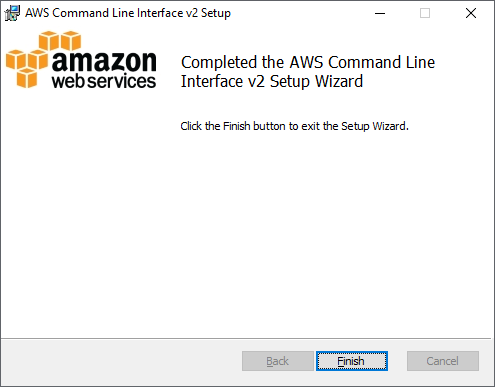 AWS Command Line Interface v2 Setup
amazon
webservices
Completed the AWS Command Line
Interface v2 Setup Wizard
Click the Finish button to exit the Setup Wizard.
Back
Finish
Cancel